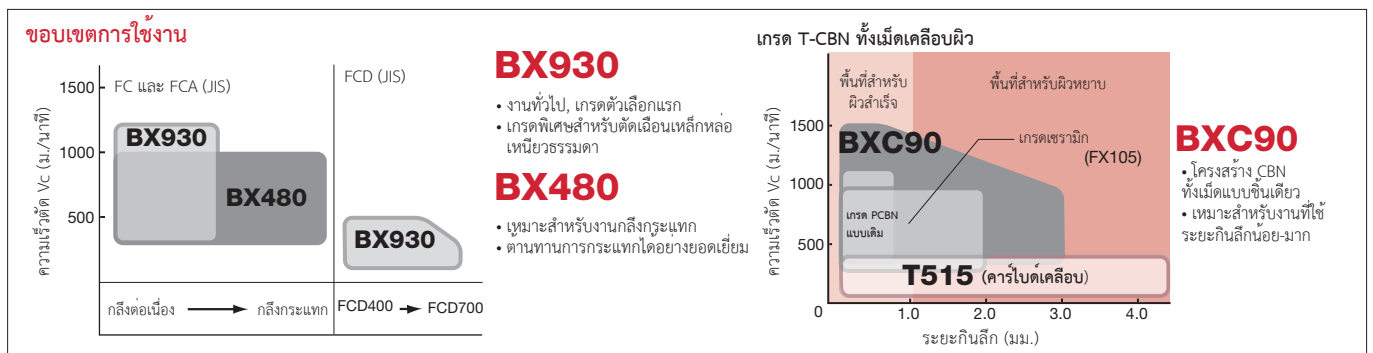 ขอบเขตการใช้งาน
FC และ FCA (JIS)
FCD (JIS)
ความเร็วตัด Vc (ม./นาที)
1500
1000
500
BX930
BX480
BX930
กลึงต่อเนื่อง
กลึงกระแทก
FCD400
FCD700
BX930
• งานทั่วไป, เกรดตัวเลือกแรก
• เกรดพิเศษสำหรับตัดเฉือนเหล็กหล่อ
เหนียวธรรมดา
BX480
• เหมาะสำหรับงานกลึงกระแทก
• ต้านทานการกระแทกได้อย่างยอดเยี่ยม
เกรด T-CBN ทั้งเม็ดเคลือบผิว
พื้นที่สำหรับ
ผิวสำเร็จ
พื้นที่สำหรับผิวหยาบ
ความเร็วตัด Vc (ม./นาที)
1500
1000
500
0
BXC90
เกรดเซรามิก
(FX105)
เกรด PCBN
แบบเดิม
T515 (คาร์ไบด์เคลือบ)
1.0
2.0
3.0
4.0
ระยะกินลึก (มม.)
BXC90
• โครงสร้าง CBN
ทั้งเม็ดแบบชิ้นเดียว
• เหมาะสำหรับงานที่ใช้
ระยะกินลึกน้อย-มาก